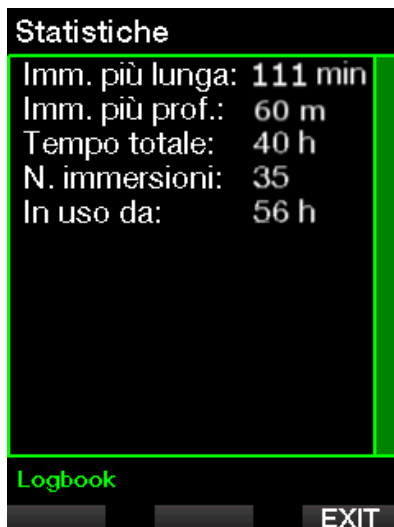 Statistiche
Imm. più lunga: 111 min
Imm. più prof.: 60 m
Tempo totale: 40 h
N. immersioni: 35
In uso da: 56 h
Logbook
EXIT